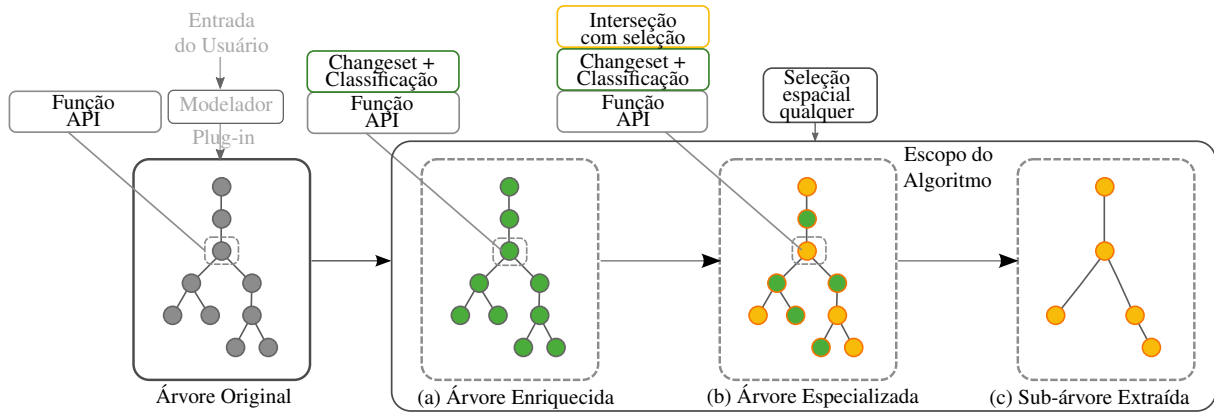 Entrada
do Usuário
Modelador
Plug-in
Função
API
Árvore Original
Changeset +
Classificação
Função
API
Interseção
com seleção
Changeset +
Classificação
Função
API
Seleção
espacial
qualquer
Escopo do
Algoritmo
(a) Árvore Enriquecida
(b) Árvore Especializada
(c) Sub-árvore Extraída